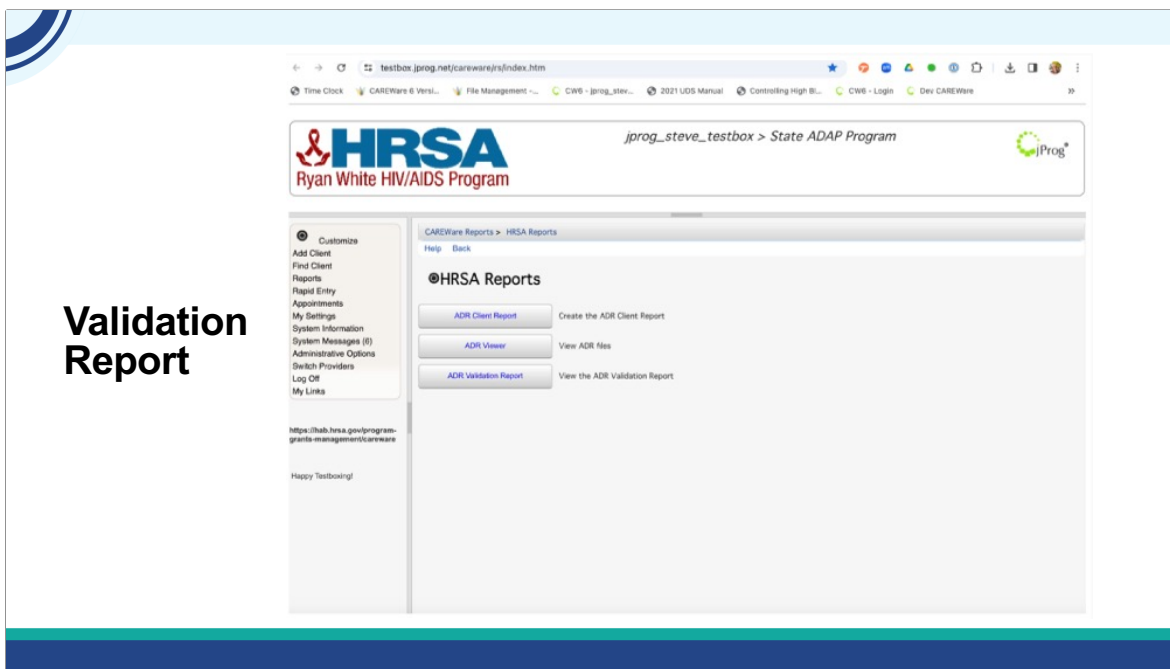 Validation
Report
testbox.jprog.net/careware/rs/index.htm
Time Clock CAREWare 6 Versi... File Management -... CW6 - jprog_stev... 2021 UDS Manual Controlling High Bl... CW6 - Login Dev CAREWare »
HRSA
Ryan White HIV/AIDS Program
jprog_steve_testbox > State ADAP Program
jProg®
Customize
Add Client
Find Client
Reports
Rapid Entry
Appointments
My Settings
System Information
System Messages (6)
Administrative Options
Switch Providers
Log Off
My Links
https://hab.hrsa.gov/program-
grants-management/careware
Happy Testboxing!
CAREWare Reports > HRSA Reports
Help Back
HRSA Reports
ADR Client Report Create the ADR Client Report
ADR Viewer View ADR files
ADR Validation Report View the ADR Validation Report